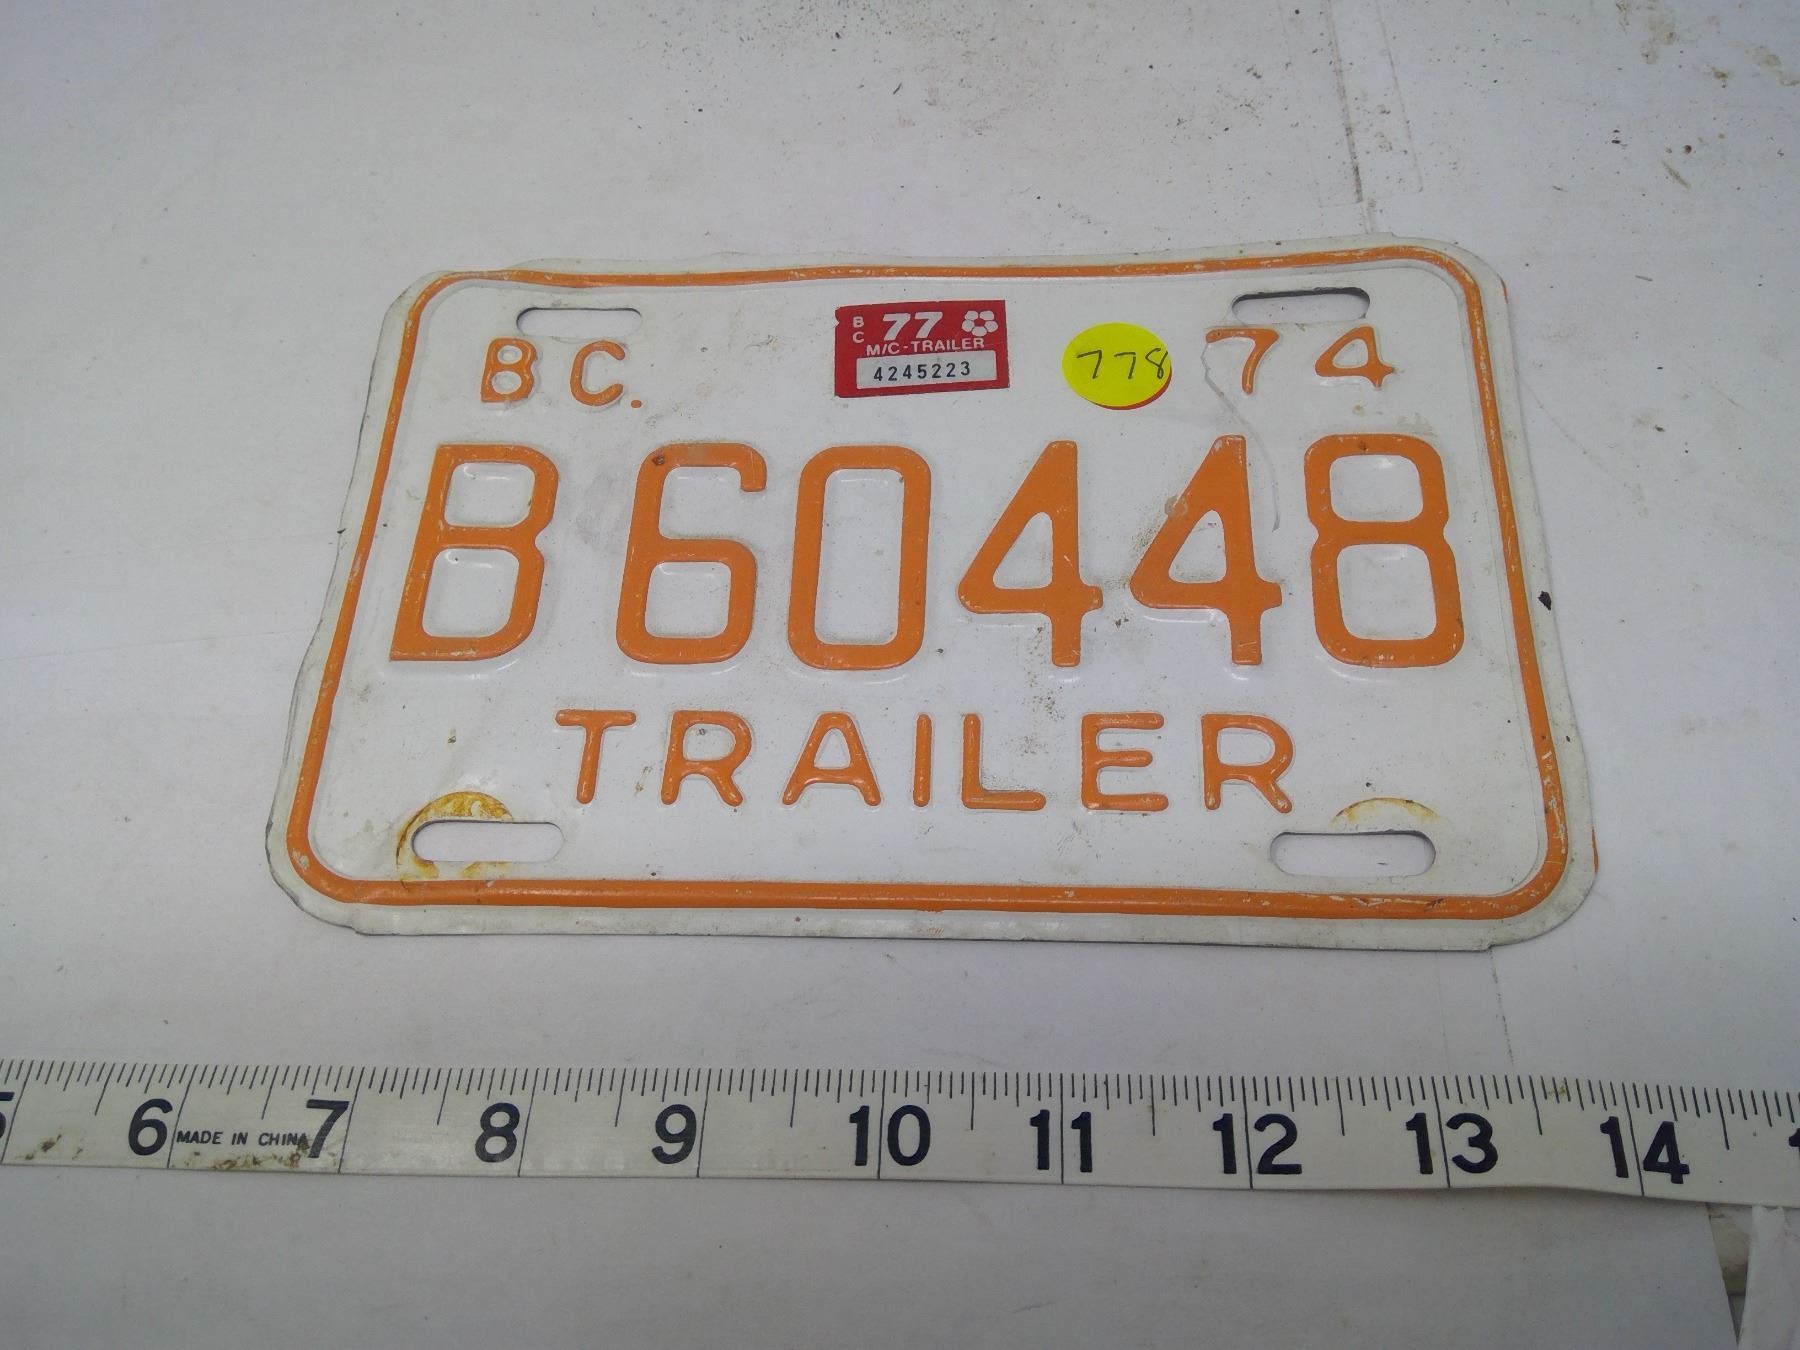 B C. 74
BC 77
M/C-TRAILER
4245223
778
B60448
TRAILER
6 MADE IN CHINA 7 8 9 10 11 12 13 14